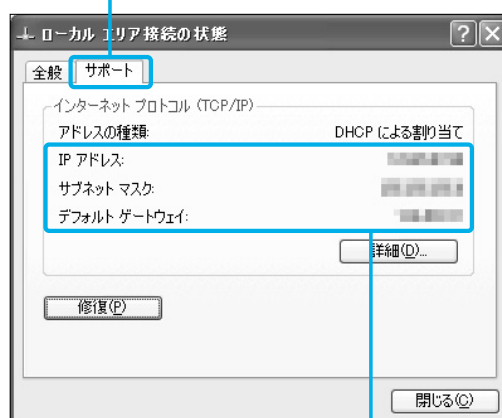 ローカル エリア接続の状態
全般 サポート
インターネット プロトコル (TCP/IP)
アドレスの種類: DHCP による割り当て
IP アドレス:
サブネット マスク:
デフォルト ゲートウェイ:
詳細(D)...
修復(P)
閉じる(C)